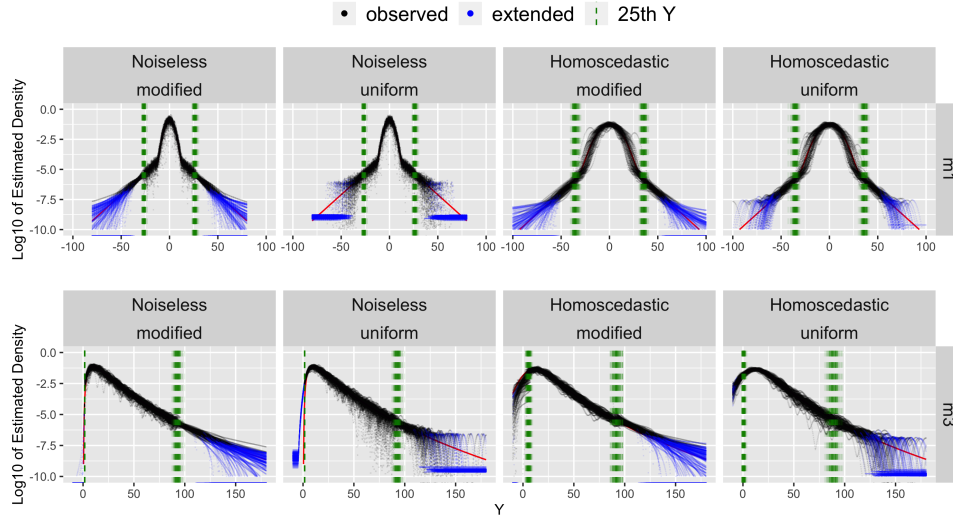 observed extended 25th Y
Noiseless Noiseless Homoscedastic Homoscedastic
modified uniform modified uniform
Log10 of Estimated Density
0.0
-2.5
-5.0
-7.5
-10.0
m1
-100 -50 0 50 100 -100 -50 0 50 100 -100 -50 0 50 100 -100 -50 0 50 100
Noiseless Noiseless Homoscedastic Homoscedastic
modified uniform modified uniform
Log10 of Estimated Density
0.0
-2.5
-5.0
-7.5
-10.0
m3
0 50 100 150 0 50 100 150 0 50 100 150 0 50 100 150
Y